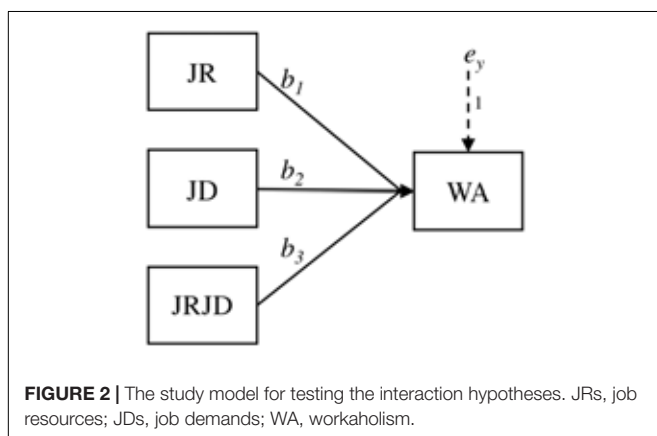 JR
b1
ey
1
JD
b2
WA
b3
JRJD
FIGURE 2 | The study model for testing the interaction hypotheses. JRs, job
resources; JDs, job demands; WA, workaholism.